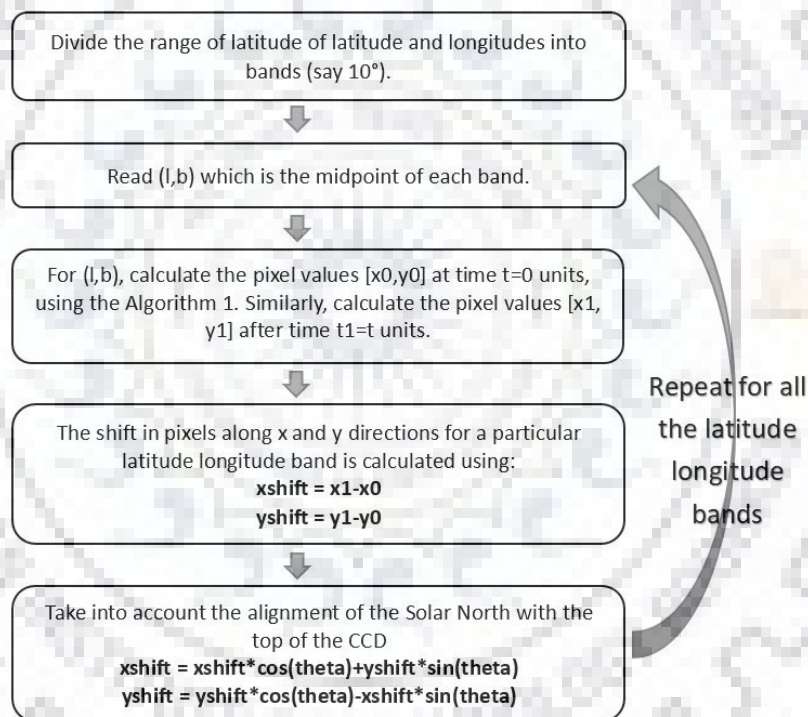 Divide the range of latitude of latitude and longitudes into
bands (say 10°).
Read (l,b) which is the midpoint of each band.
For (l,b), calculate the pixel values [x0,y0] at time t=0 units,
using the Algorithm 1. Similarly, calculate the pixel values [x1,
y1] after time t1=t units.
The shift in pixels along x and y directions for a particular
latitude longitude band is calculated using:
xshift = x1-x0
yshift = y1-y0
Take into account the alignment of the Solar North with the
top of the CCD
xshift = xshift*cos(theta)+yshift*sin(theta)
yshift = yshift*cos(theta)-xshift*sin(theta)
Repeat for all
the latitude
longitude
bands